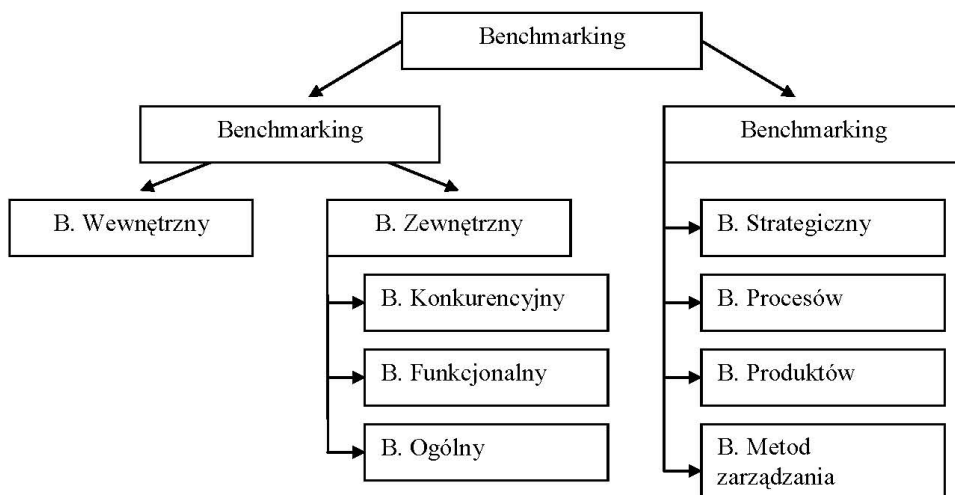 Benchmarking
Benchmarking
Benchmarking
B. Wewnętrzny
B. Zewnętrzny
B. Strategiczny
B. Konkurencyjny
B. Procesów
B. Funkcjonalny
B. Produktów
B. Ogólny
B. Metod
zarządzania